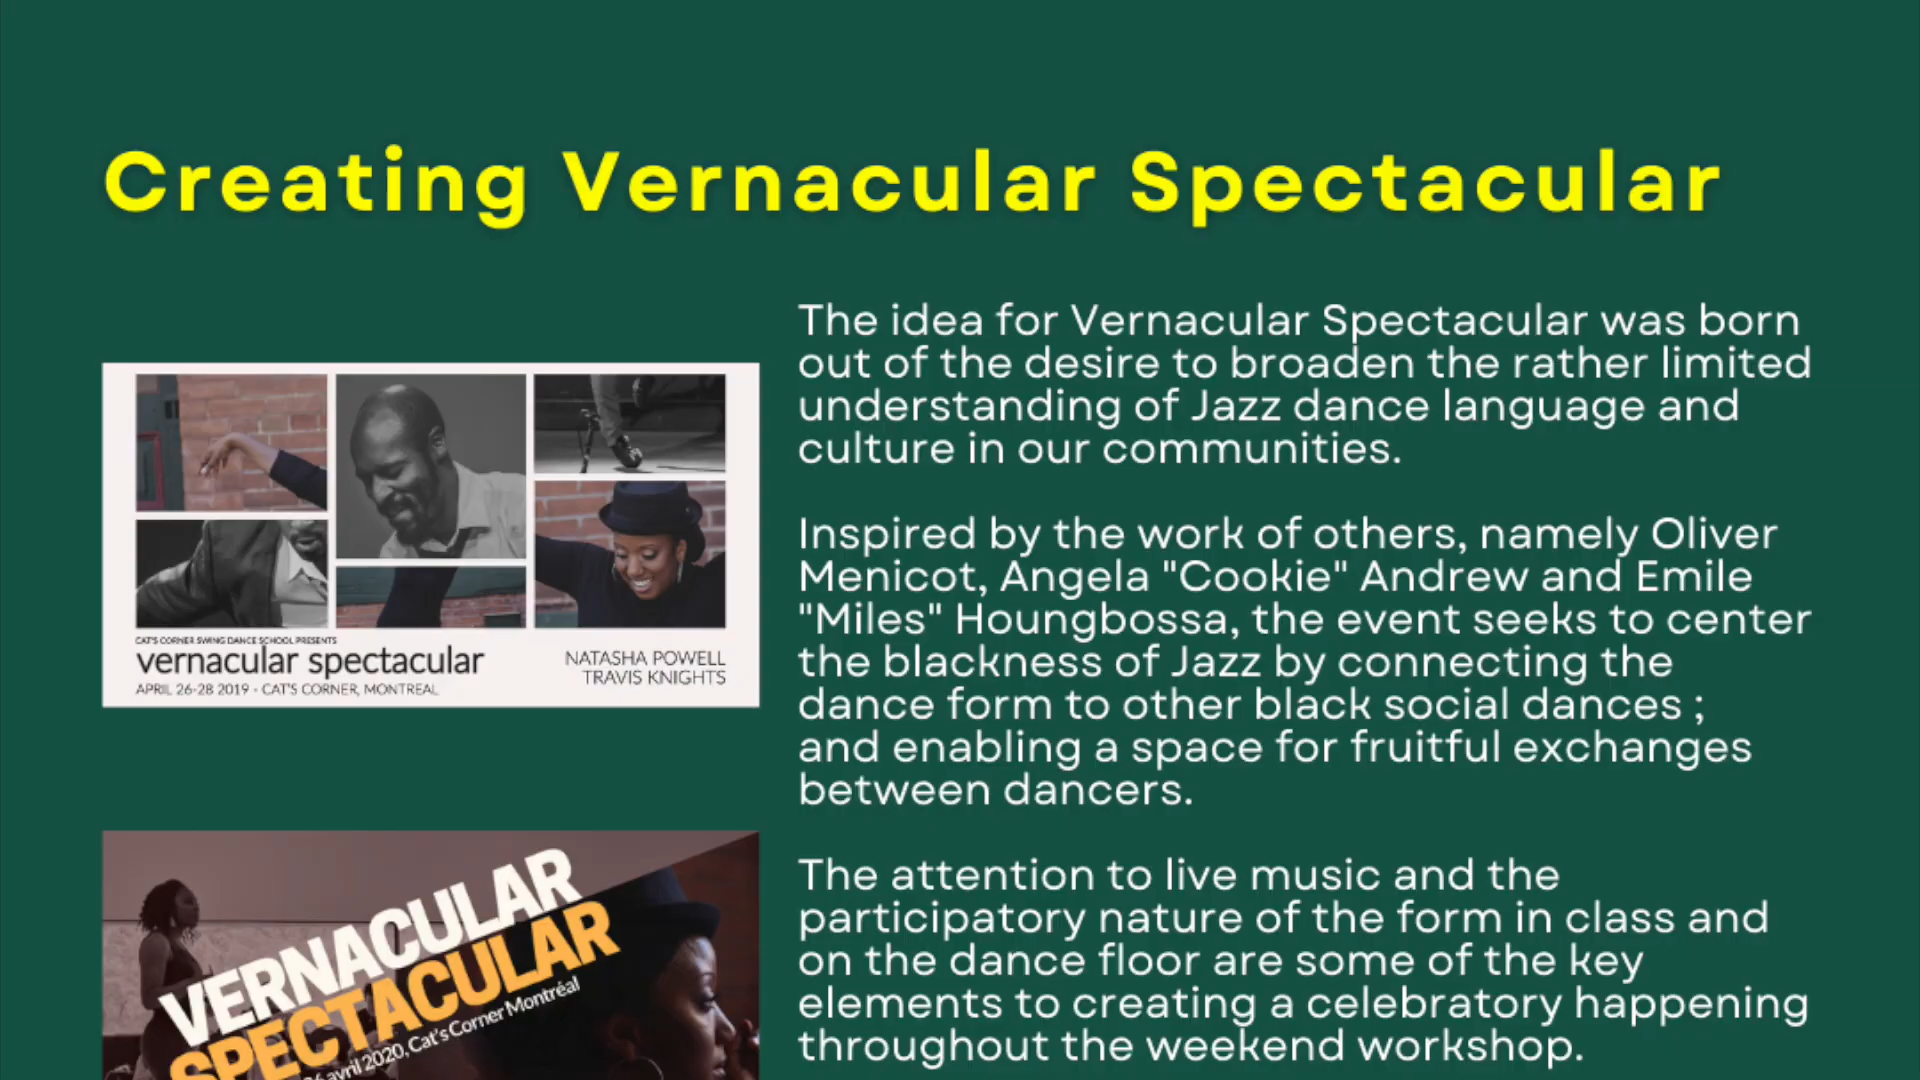 Creating Vernacular Spectacular
The idea for Vernacular Spectacular was born
out of the desire to broaden the rather limited
understanding of Jazz dance language and
culture in our communities.
Inspired by the work of others, namely Oliver
Menicot, Angela "Cookie" Andrew and Emile
"Miles" Houngbossa, the event seeks to center
the blackness of Jazz by connecting the
dance form to other black social dances ;
and enabling a space for fruitful exchanges
between dancers.
The attention to live music and the
participatory nature of the form in class and
on the dance floor are some of the key
elements to creating a celebratory happening
throughout the weekend workshop.
CAT'S CORNER SWING DANCE SCHOOL PRESENTS
vernacular spectacular
APRIL 26-28 2019 - CAT'S CORNER, MONTREAL
NATASHA POWELL
TRAVIS KNIGHTS
VERNACULAR
SPECTACULAR
avril 2020, Cat's Corner Montréal